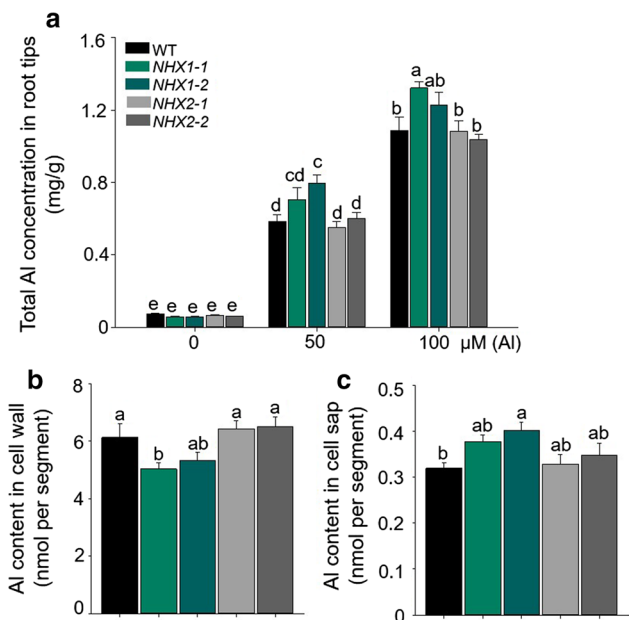 a
Total Al concentration in root tips
(mg/g)
1.6
1.2
0.8
0.4
0
WT
NHX1-1
NHX1-2
NHX2-1
NHX2-2
e e e e e
d cd c d d
b a ab b b
0 50 100 µM (Al)
b
Al content in cell wall
(nmol per segment)
8
6
4
2
0
a b ab a a
c
Al content in cell sap
(nmol per segment)
0.5
0.4
0.3
0.2
0.1
0
b ab a ab ab